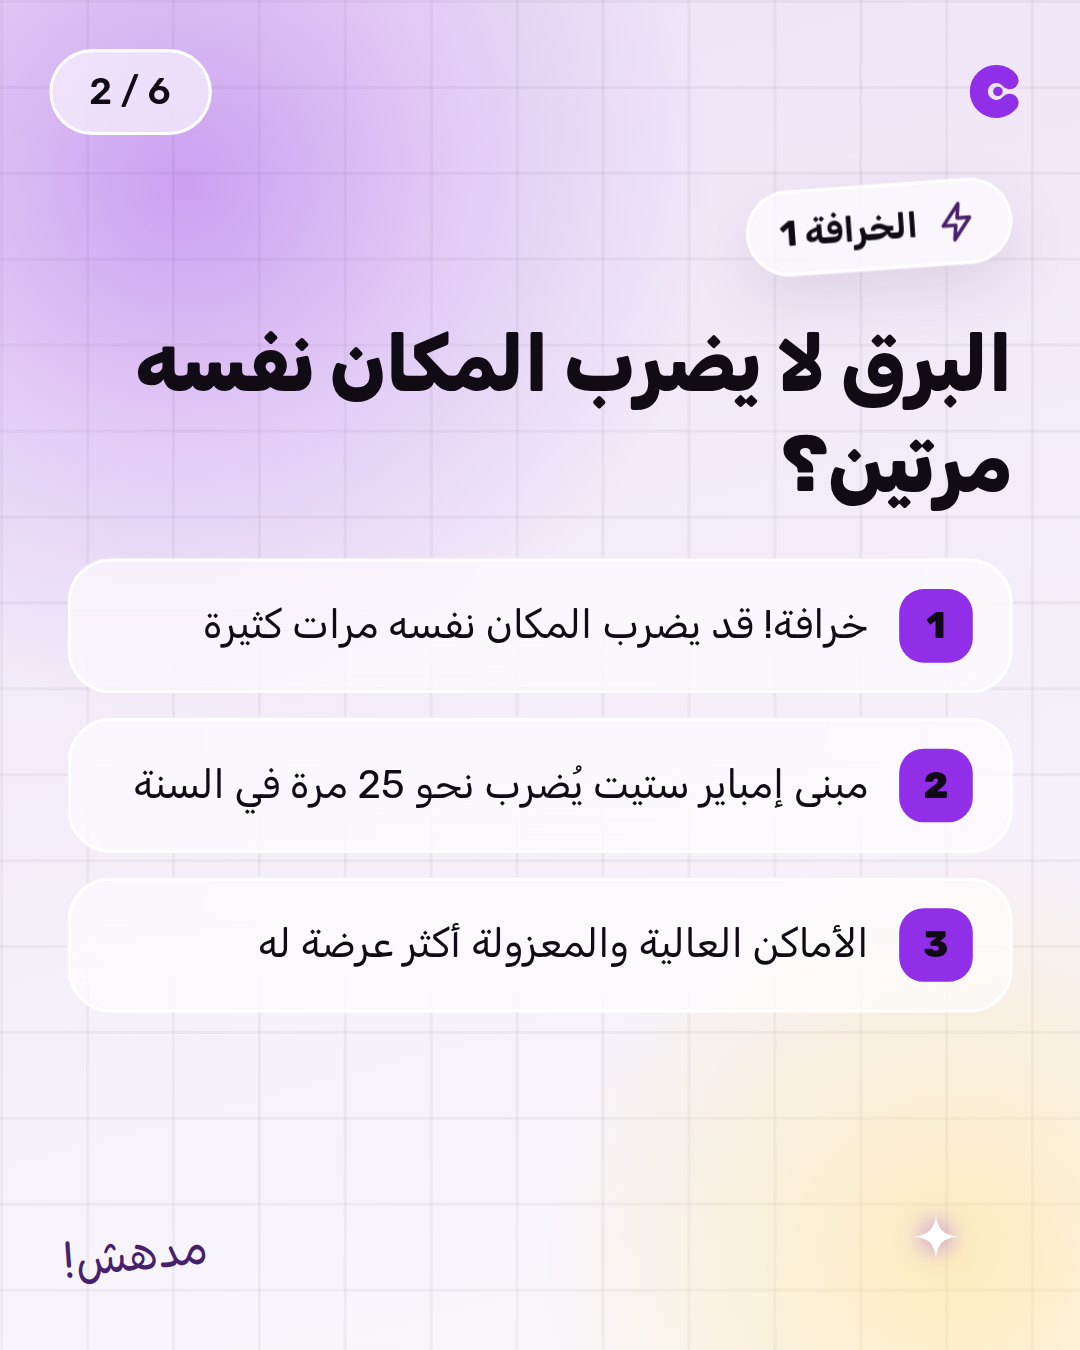 2 / 6
الخرافة 1
البرق لا يضرب المكان نفسه
مرتين؟
1
خرافة! قد يضرب المكان نفسه مرات كثيرة
2
مبنى إمباير ستيت يُضرب نحو 25 مرة في السنة
3
الأماكن العالية والمعزولة أكثر عرضة له
مدهش!